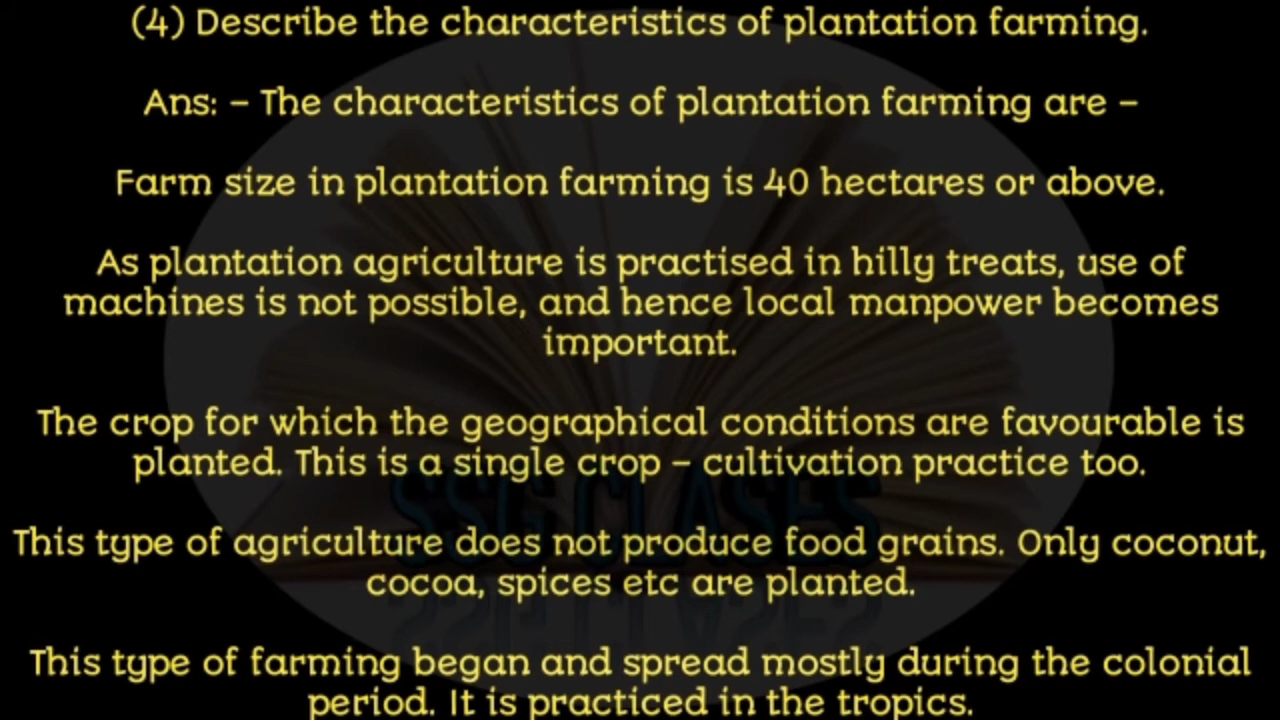 (4) Describe the characteristics of plantation farming.
Ans: – The characteristics of plantation farming are –
Farm size in plantation farming is 40 hectares or above.
As plantation agriculture is practised in hilly treats, use of
machines is not possible, and hence local manpower becomes
important.
The crop for which the geographical conditions are favourable is
planted. This is a single crop – cultivation practice too.
This type of agriculture does not produce food grains. Only coconut,
cocoa, spices etc are planted.
This type of farming began and spread mostly during the colonial
period. It is practiced in the tropics.
SSG CLASES